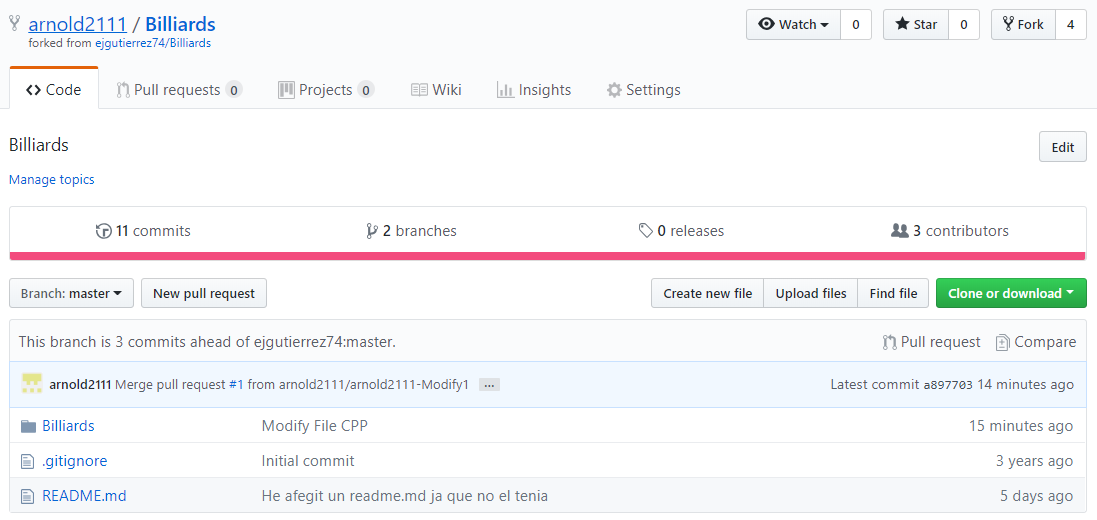 arnold2111 / Billiards
Watch 0 Star 0 Fork 4
forked from ejgutierrez74/Billiards
Code Pull requests 0 Projects 0 Wiki Insights Settings
Billiards
Edit
Manage topics
11 commits 2 branches 0 releases 3 contributors
Branch: master New pull request Create new file Upload files Find file Clone or download
This branch is 3 commits ahead of ejgutierrez74:master. Pull request Compare
arnold2111 Merge pull request #1 from arnold2111/arnold2111-Modify1 ... Latest commit a897703 14 minutes ago
Billiards Modify File CPP 15 minutes ago
.gitignore Initial commit 3 years ago
README.md He afegit un readme.md ja que no el tenia 5 days ago